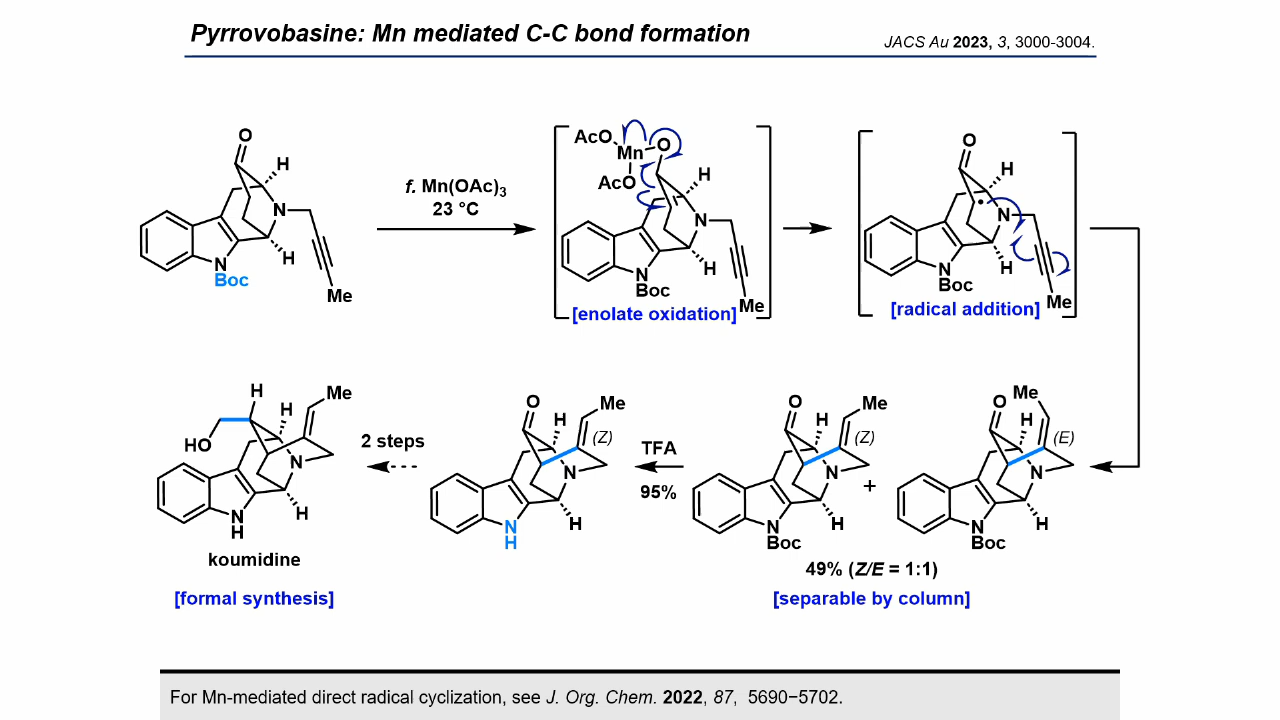 Pyrrovobasine: Mn mediated C-C bond formation
JACS Au 2023, 3, 3000-3004.
O
H
N
H
N
Boc
Me
f. Mn(OAc)₃
23 °C
AcO
Mn
O
AcO
H
N
H
N
Boc
Me
[enolate oxidation]
O
H
N
H
N
Boc
Me
[radical addition]
H
Me
H
HO
N
H
N
H
koumidine
[formal synthesis]
2 steps
O
Me
H
(Z)
N
H
N
H
TFA
95%
O
Me
H
(Z)
N
H
N
Boc
+
Me
O
H
(E)
N
H
N
Boc
49% (Z/E = 1:1)
[separable by column]
For Mn-mediated direct radical cyclization, see J. Org. Chem. 2022, 87, 5690−5702.